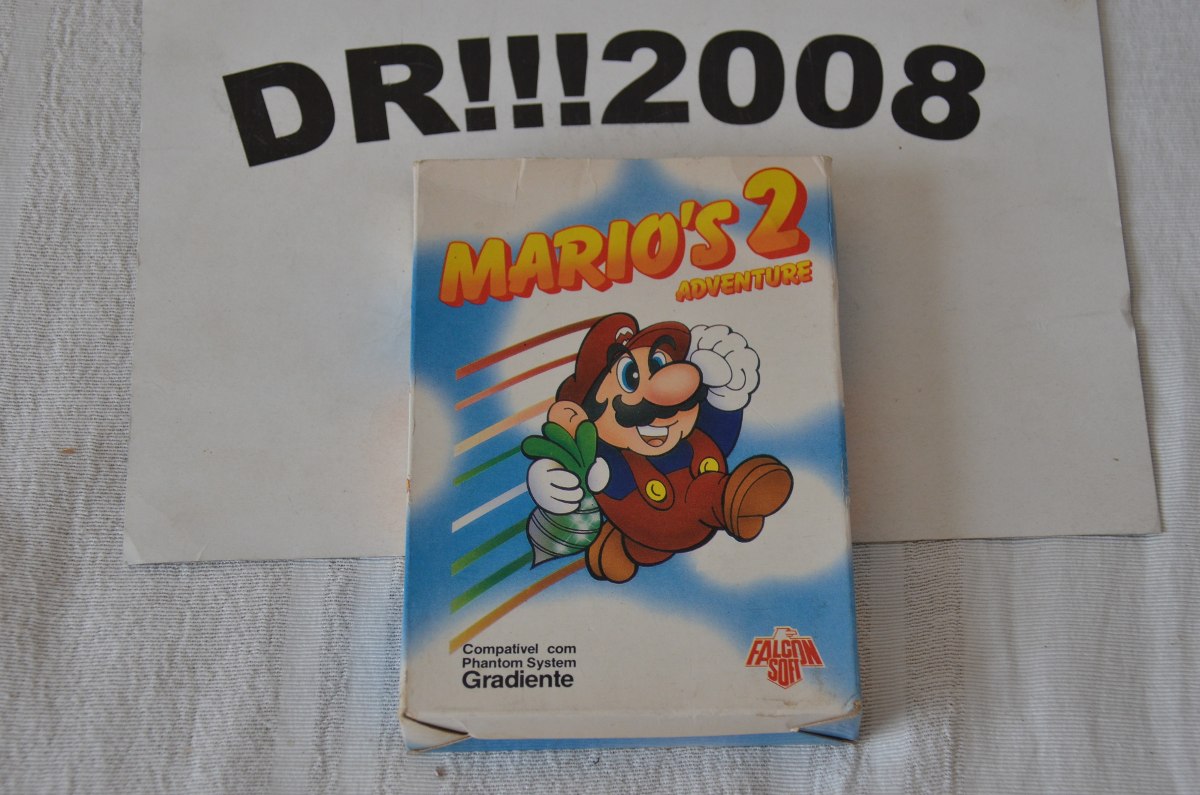 DR!!!2008
MARIO'S 2
ADVENTURE
M
Compatível com
Phantom System
Gradiente
FALCON
SOFT